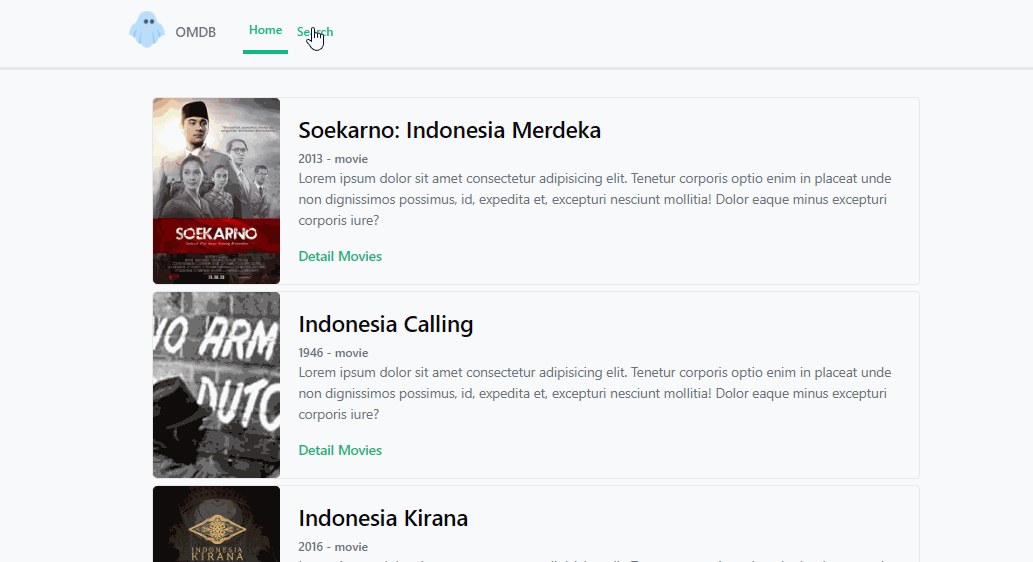 OMDB
Home
Search
Soekarno: Indonesia Merdeka
2013 - movie
Lorem ipsum dolor sit amet consectetur adipisicing elit. Tenetur corporis optio enim in placeat unde
non dignissimos possimus, id, expedita et, excepturi nesciunt mollitia! Dolor eaque minus excepturi
corporis iure?
Detail Movies
SOEKARNO
Indonesia Calling
1946 - movie
Lorem ipsum dolor sit amet consectetur adipisicing elit. Tenetur corporis optio enim in placeat unde
non dignissimos possimus, id, expedita et, excepturi nesciunt mollitia! Dolor eaque minus excepturi
corporis iure?
Detail Movies
ARM
DUTC
Indonesia Kirana
2016 - movie
INDONESIA
KIRANA